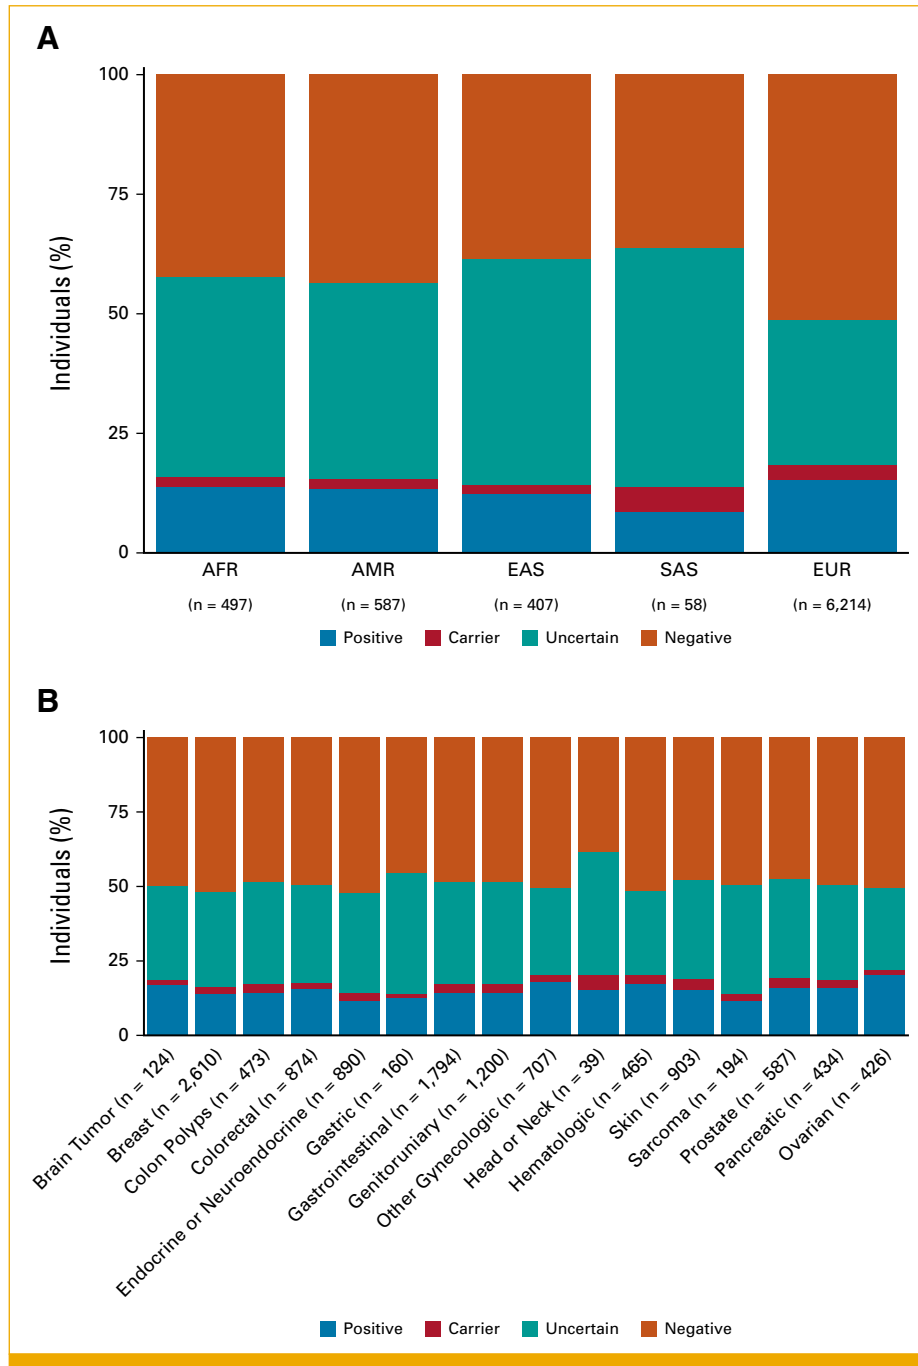 A
100
75
50
25
0
Individuals (%)
AFR AMR EAS SAS EUR
(n = 497) (n = 587) (n = 407) (n = 58) (n = 6,214)
Positive Carrier Uncertain Negative
B
100
75
50
25
0
Individuals (%)
Brain Tumor (n = 124)
Breast (n = 2,610)
Colon Polyps (n = 473)
Colorectal (n = 874)
Endocrine or Neuroendocrine (n = 890)
Gastric (n = 160)
Gastrointestinal (n = 1,794)
Genitoruniary (n = 1,200)
Other Gynecologic (n = 707)
Head or Neck (n = 39)
Hematologic (n = 465)
Skin (n = 903)
Sarcoma (n = 194)
Prostate (n = 587)
Pancreatic (n = 434)
Ovarian (n = 426)
Positive Carrier Uncertain Negative